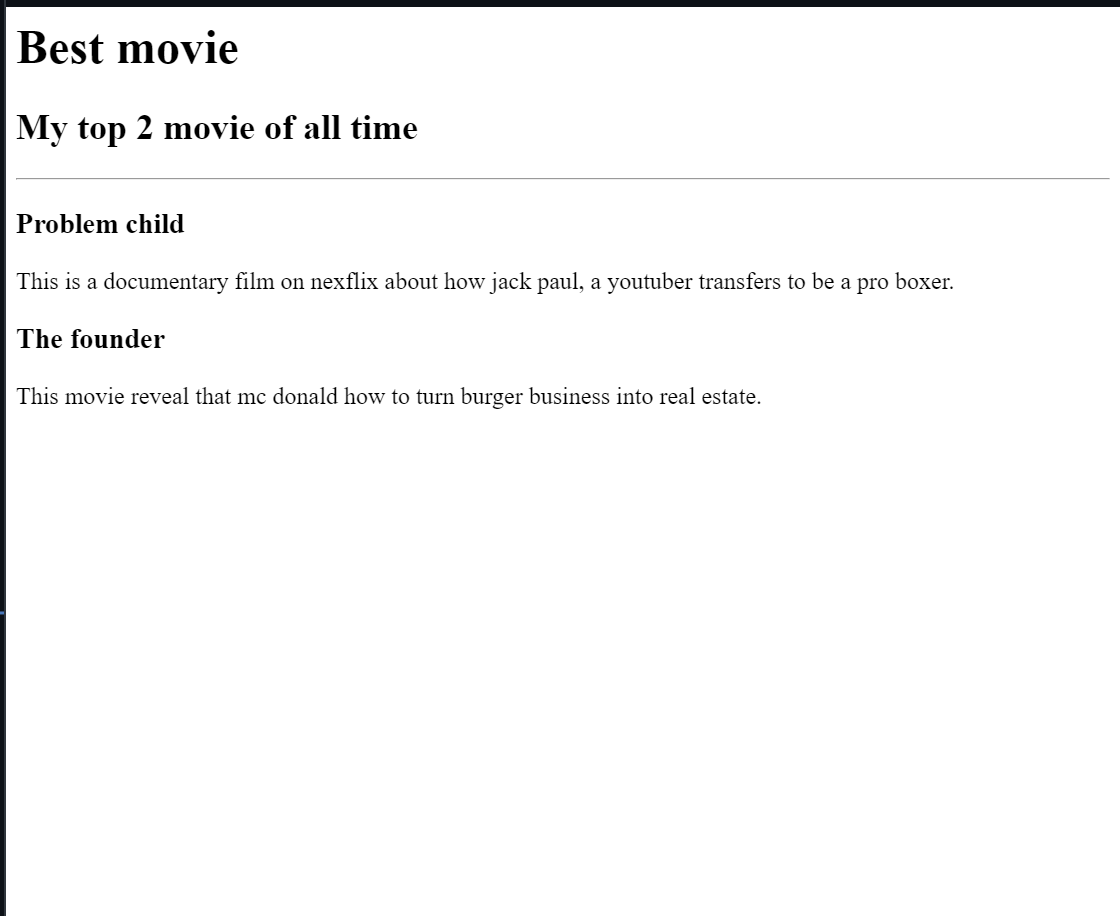 Best movie
My top 2 movie of all time
Problem child
This is a documentary film on nexflix about how jack paul, a youtuber transfers to be a pro boxer.
The founder
This movie reveal that mc donald how to turn burger business into real estate.